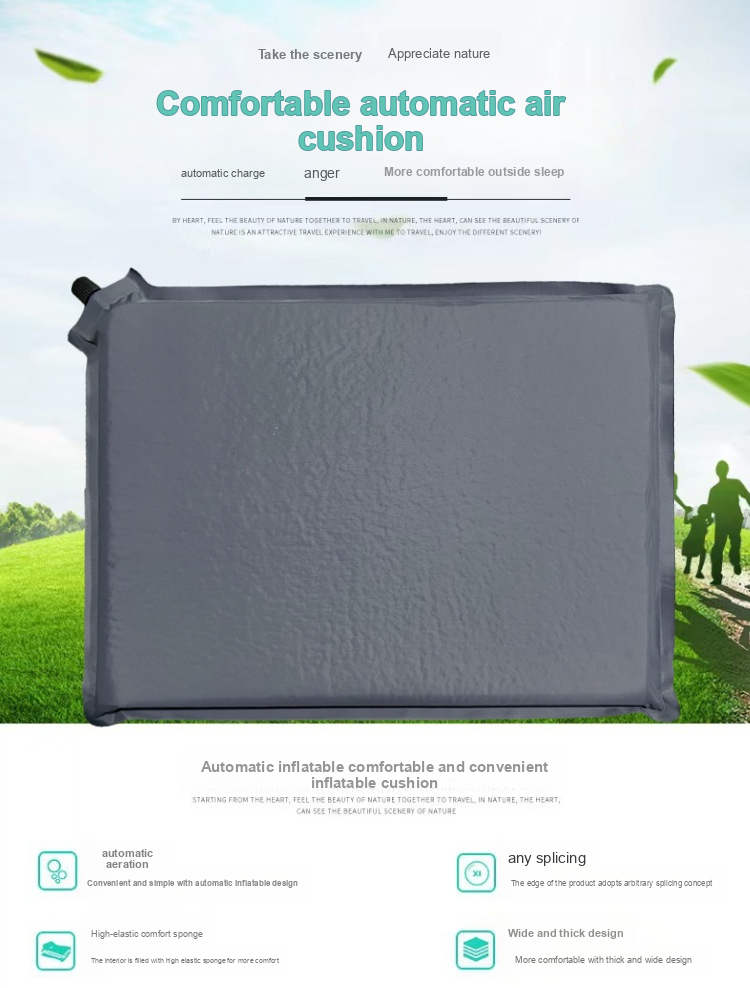 Take the scenery Appreciate nature
Comfortable automatic air
cushion
automatic charge anger More comfortable outside sleep
BY HEART, FEEL THE BEAUTY OF NATURE TOGETHER TO TRAVEL, IN NATURE, THE HEART, CAN SEE THE BEAUTIFUL SCENERY OF
NATURE IS AN ATTRACTIVE TRAVEL EXPERIENCE WITH ME TO TRAVEL, ENJOY THE DIFFERENT SCENERY!
Automatic inflatable comfortable and convenient
inflatable cushion
STARTING FROM THE HEART, FEEL THE BEAUTY OF NATURE TOGETHER TO TRAVEL, IN NATURE, THE HEART,
CAN SEE THE BEAUTIFUL SCENERY OF NATURE
automatic
aeration
Convenient and simple with automatic inflatable design
XI
any splicing
The edge of the product adopts arbitrary splicing concept
High-elastic comfort sponge
The interior is filled with high elastic sponge for more comfort
Wide and thick design
More comfortable with thick and wide design